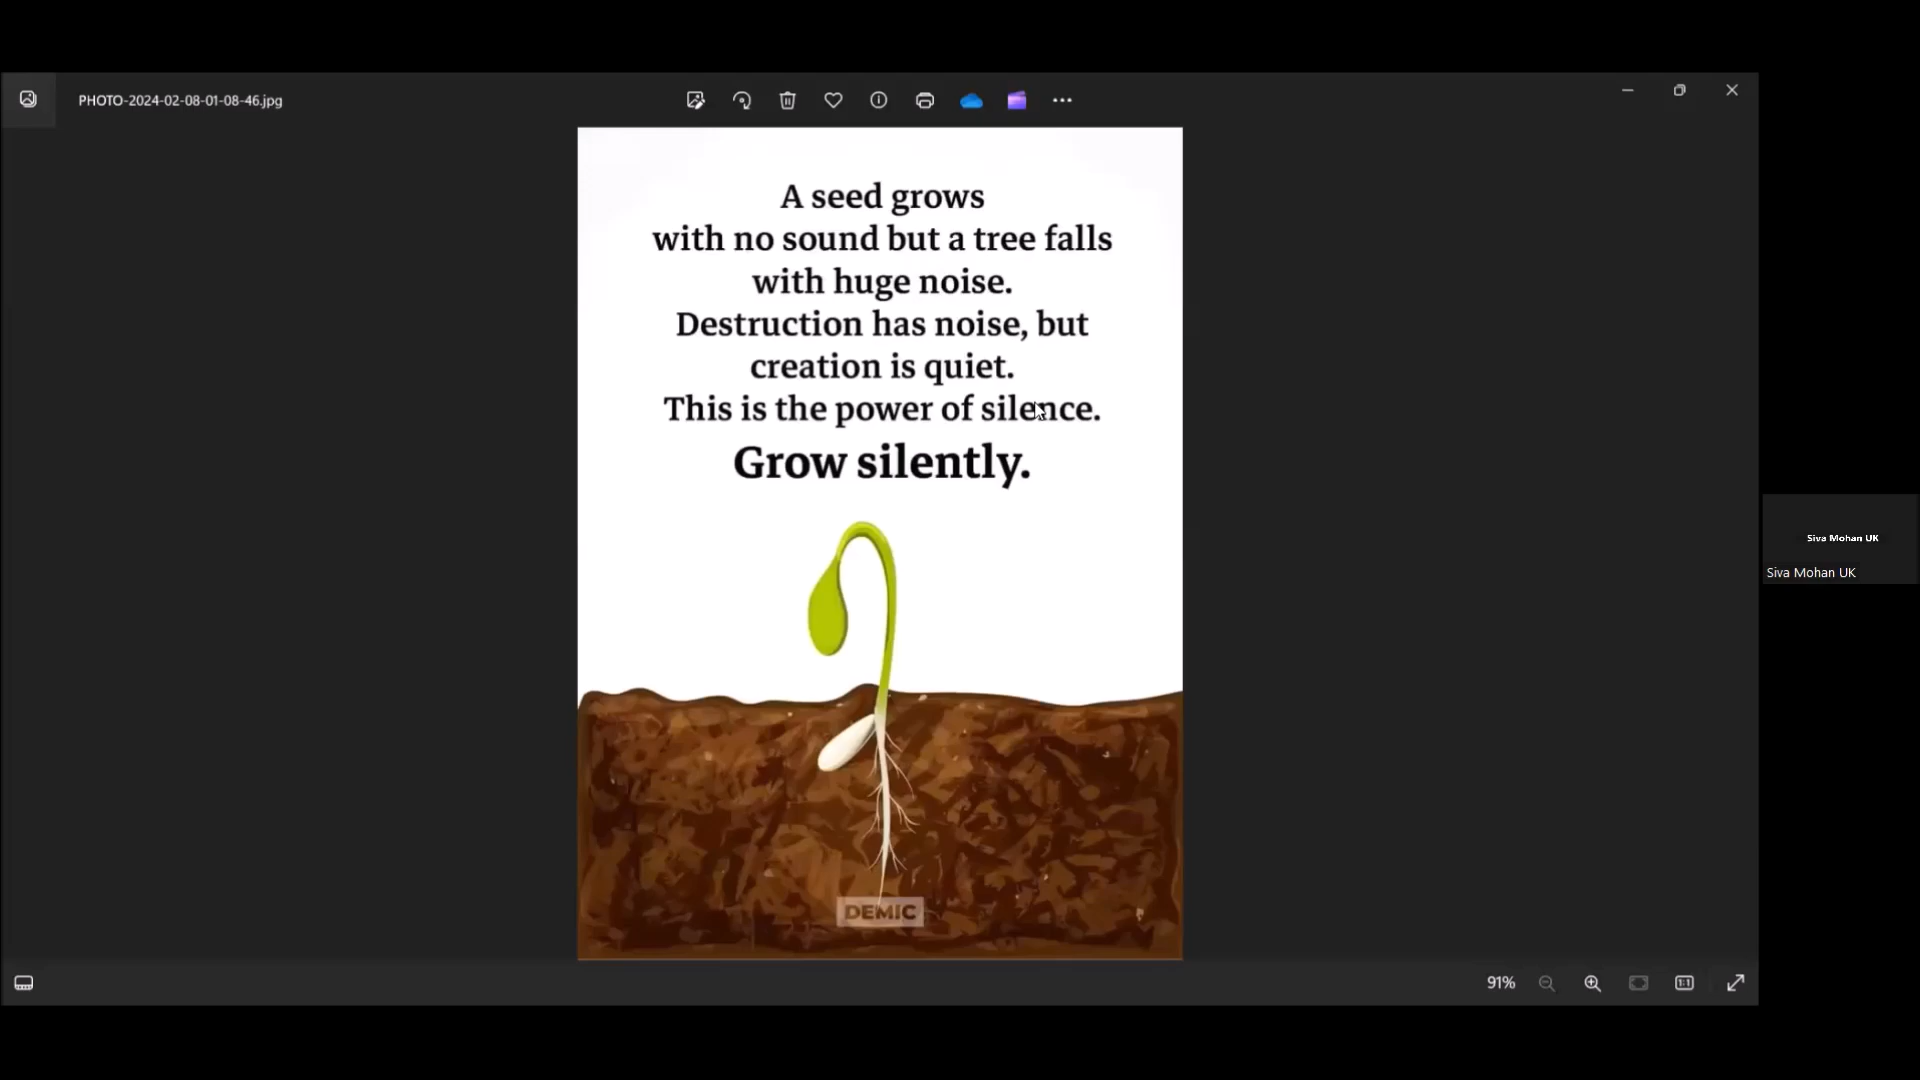 PHOTO-2024-02-08-01-08-46.jpg
A seed grows
with no sound but a tree falls
with huge noise.
Destruction has noise, but
creation is quiet.
This is the power of silence.
Grow silently.
DEMIC
Siva Mohan UK
Siva Mohan UK
91%
1:1